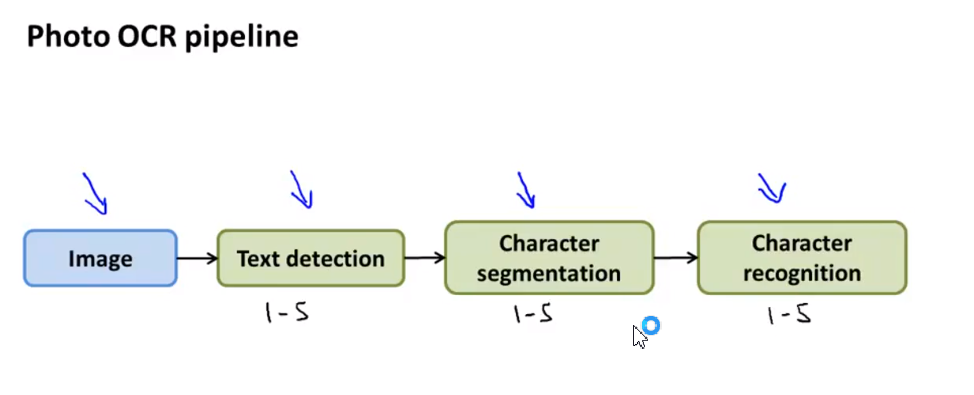 Photo OCR pipeline
Image
Text detection
Character
segmentation
Character
recognition
1-5
1-5
1-5